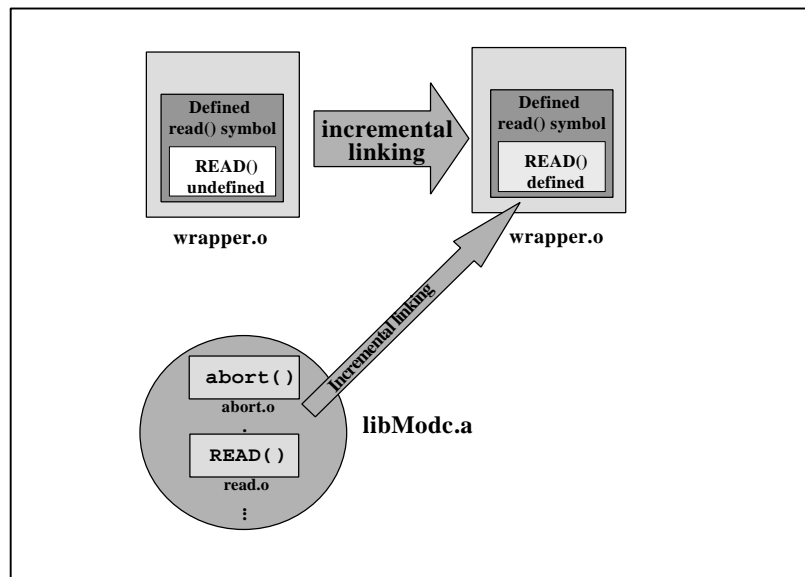 Defined
read() symbol
READ()
undefined
wrapper.o
incremental
linking
Defined
read() symbol
READ()
defined
wrapper.o
Incremental linking
abort()
abort.o
.
READ()
read.o
...
libModc.a